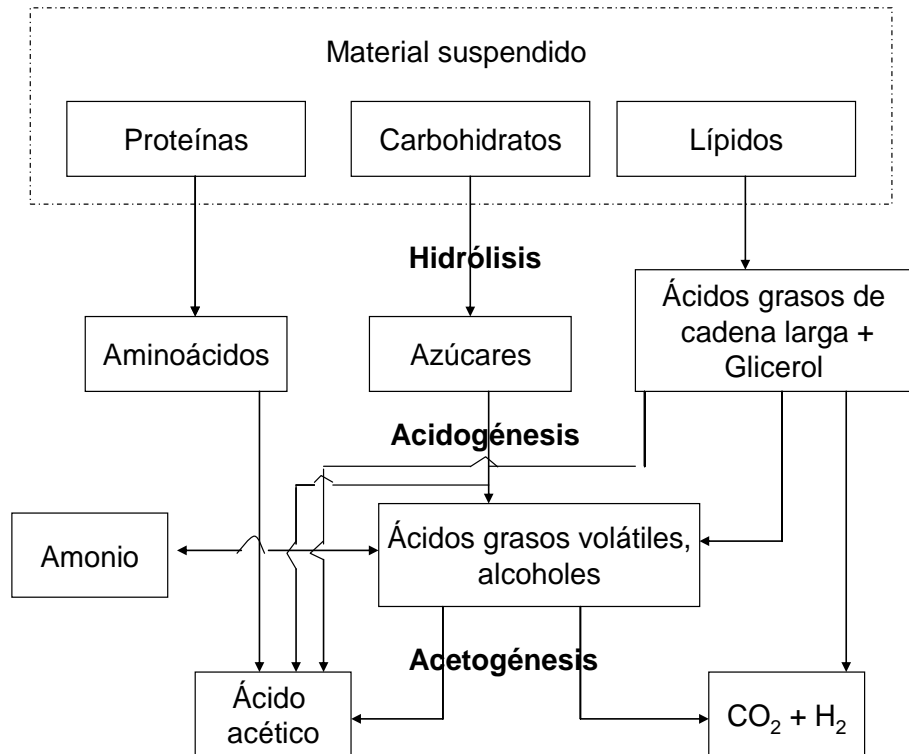 Material suspendido
Proteínas
Carbohidratos
Lípidos
Hidrólisis
Ácidos grasos de
cadena larga +
Glicerol
Aminoácidos
Azúcares
Acidogénesis
Amonio
Ácidos grasos volátiles,
alcoholes
Acetogénesis
Ácido
acético
CO₂ + H₂